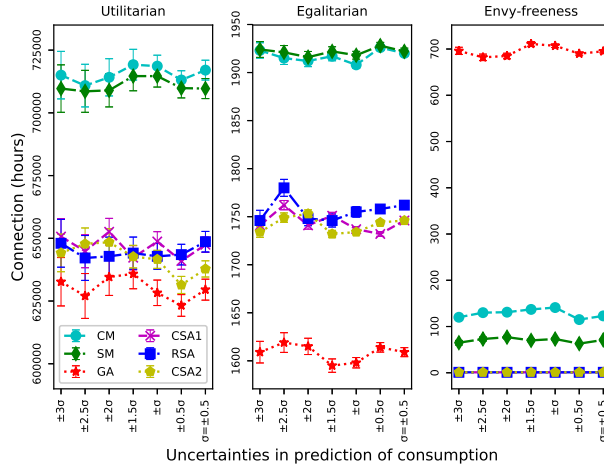 Utilitarian
Egalitarian
Envy-freeness
Connection (hours)
725000
700000
675000
650000
625000
600000
1950
1900
1850
1800
1750
1700
1650
1600
700
600
500
400
300
200
100
0
CM
SM
GA
CSA1
RSA
CSA2
±3σ
±2.5σ
±2σ
±1.5σ
±σ
±0.5σ
σ=±0.5
±3σ
±2.5σ
±2σ
±1.5σ
±σ
±0.5σ
σ=±0.5
±3σ
±2.5σ
±2σ
±1.5σ
±σ
±0.5σ
σ=±0.5
Uncertainties in prediction of consumption